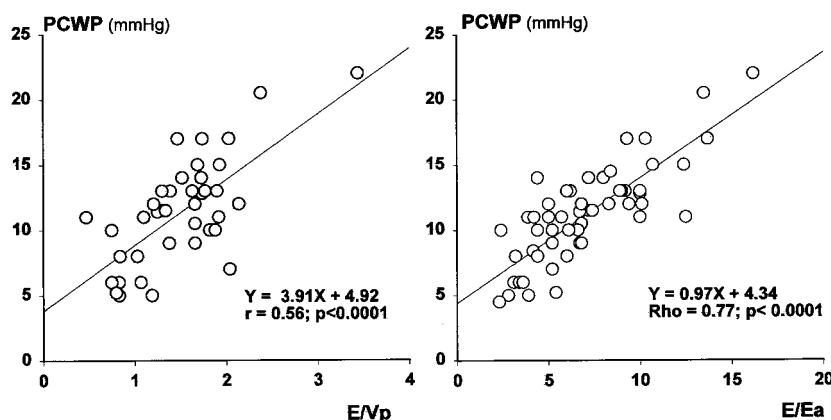 PCWP (mmHg)
25
20
15
10
5
0
0
1
2
3
4
E/Vp
Y = 3.91X + 4.92
r = 0.56; p<0.0001
PCWP (mmHg)
25
20
15
10
5
0
0
5
10
15
20
E/Ea
Y = 0.97X + 4.34
Rho = 0.77; p< 0.0001